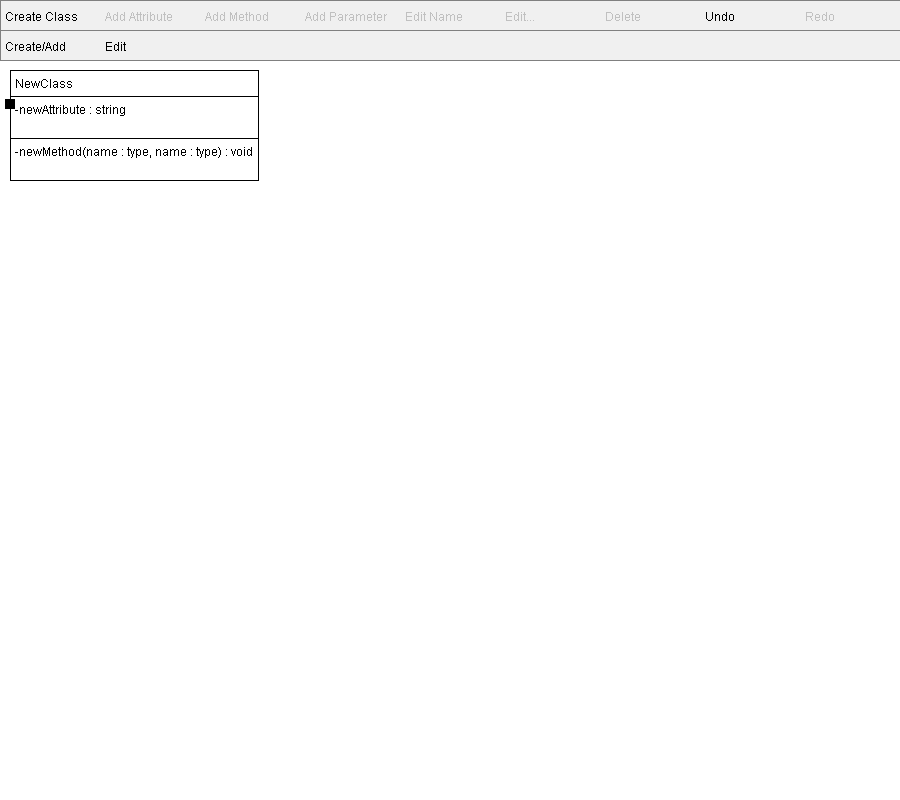 Create Class Add Attribute Add Method Add Parameter Edit Name Edit... Delete Undo Redo
Create/Add Edit
NewClass
-newAttribute : string
-newMethod(name : type, name : type) : void